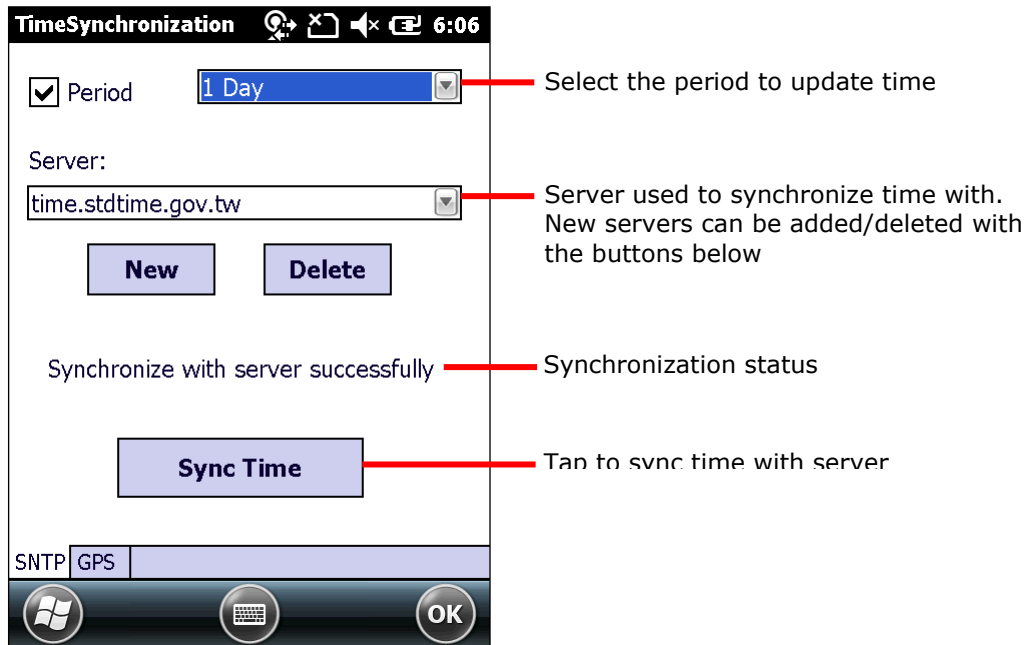 TimeSynchronization 6:06
Period 1 Day
Select the period to update time
Server:
time.stdtime.gov.tw
Server used to synchronize time with.
New servers can be added/deleted with
the buttons below
New Delete
Synchronize with server successfully
Synchronization status
Sync Time
Tap to sync time with server
SNTP GPS
OK